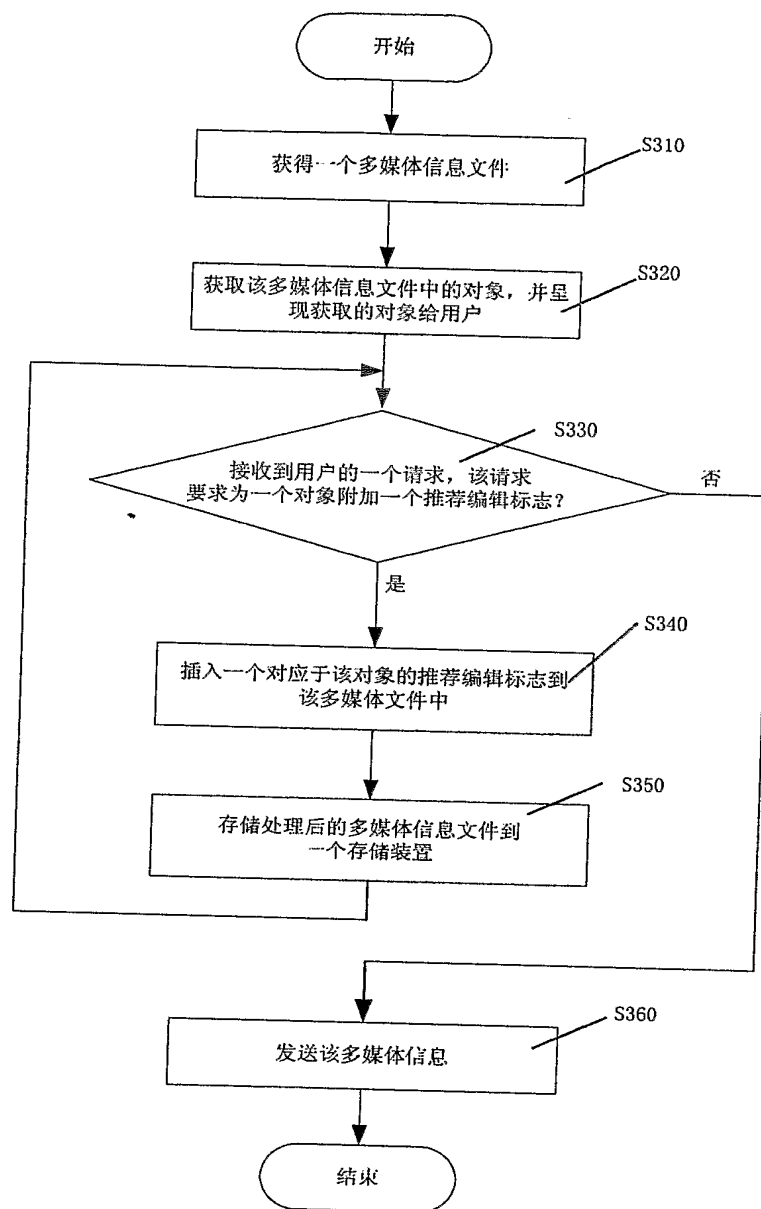 开始
获得一个多媒体信息文件
S310
获取该多媒体信息文件中的对象，并呈
现获取的对象给用户
S320
接收到用户的一个请求，该请求
要求为一个对象附加一个推荐编辑标志？
S330
否
是
插入一个对应于该对象的推荐编辑标志到
该多媒体文件中
S340
存储处理后的多媒体信息文件到
一个存储装置
S350
发送该多媒体信息
S360
结束